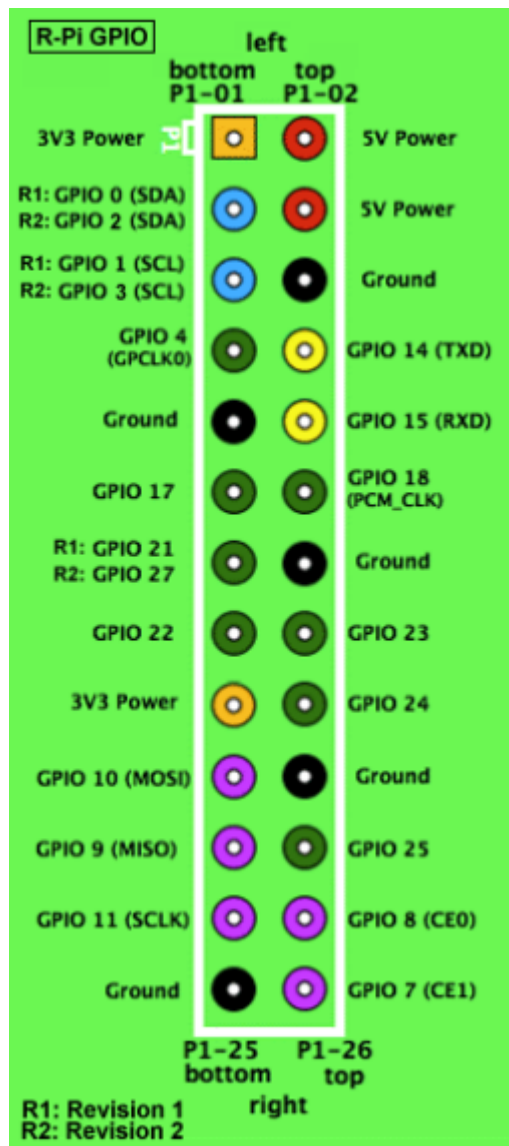 R-Pi GPIO
left
bottom top
P1-01 P1-02
3V3 Power P1 5V Power
R1: GPIO 0 (SDA)
R2: GPIO 2 (SDA) 5V Power
R1: GPIO 1 (SCL)
R2: GPIO 3 (SCL) Ground
GPIO 4
(GPCLK0) GPIO 14 (TXD)
Ground GPIO 15 (RXD)
GPIO 17 GPIO 18
(PCM_CLK)
R1: GPIO 21
R2: GPIO 27 Ground
GPIO 22 GPIO 23
3V3 Power GPIO 24
GPIO 10 (MOSI) Ground
GPIO 9 (MISO) GPIO 25
GPIO 11 (SCLK) GPIO 8 (CE0)
Ground GPIO 7 (CE1)
P1-25 P1-26
bottom top
right
R1: Revision 1
R2: Revision 2